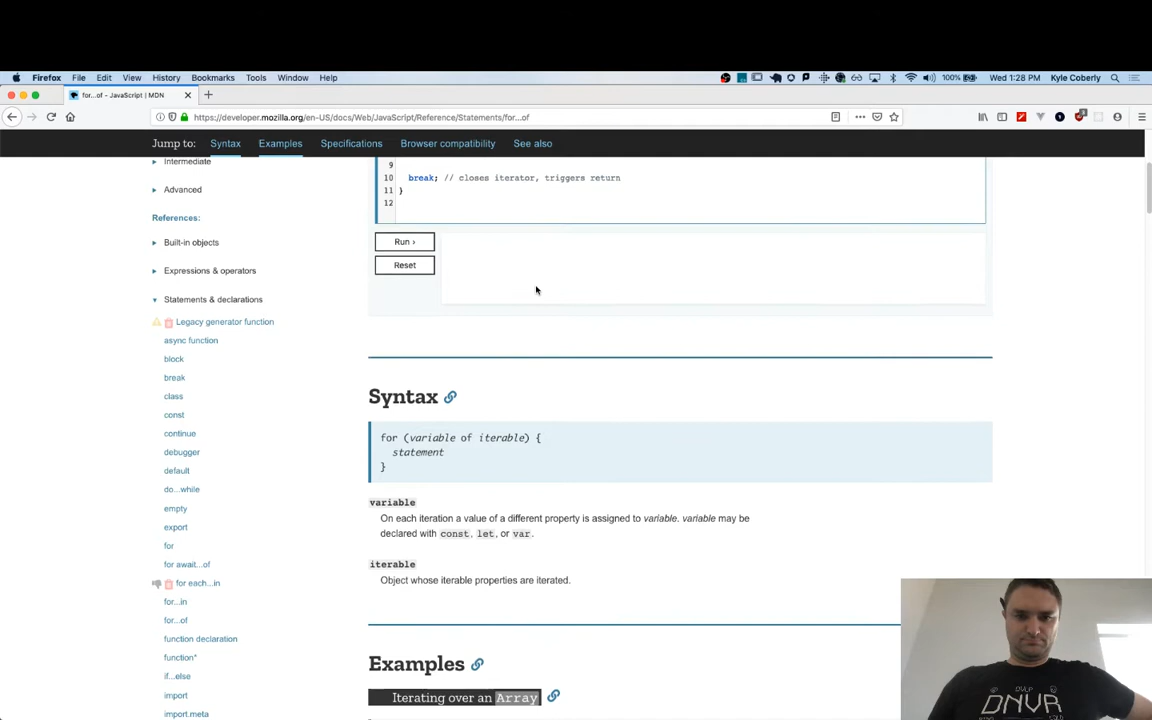 Firefox File Edit View History Bookmarks Tools Window Help 100% Wed 1:28 PM Kyle Coberly
for...of - JavaScript | MDN
https://developer.mozilla.org/en-US/docs/Web/JavaScript/Reference/Statements/for...of
Jump to: Syntax Examples Specifications Browser compatibility See also
Intermediate
Advanced
References:
Built-in objects
Expressions & operators
Statements & declarations
Legacy generator function
async function
block
break
class
const
continue
debugger
default
do...while
empty
export
for
for await...of
for each...in
for...in
for...of
function declaration
function*
if...else
import
import.meta
9
10 break; // closes iterator, triggers return
11 }
12
Run ›
Reset
Syntax
for (variable of iterable) {
statement
}
variable
On each iteration a value of a different property is assigned to variable. variable may be
declared with const, let, or var.
iterable
Object whose iterable properties are iterated.
Examples
Iterating over an Array
DNVR